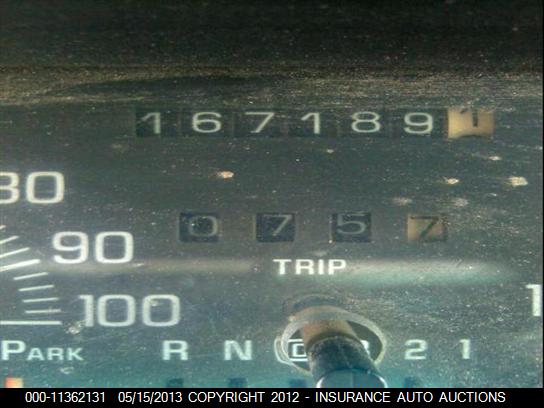 1671891
80
0757
90
TRIP
100
1
PARK R N D 2 1
000-11362131 05/15/2013 COPYRIGHT 2012 - INSURANCE AUTO AUCTIONS